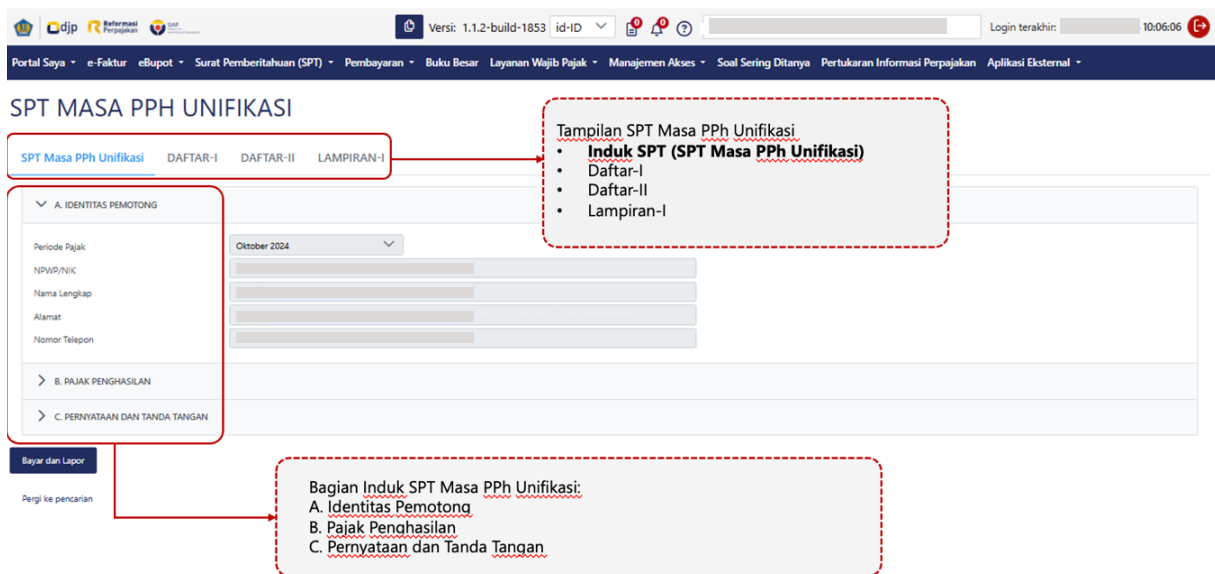 djp Reformasi Perpajakan SIAP Versi: 1.1.2-build-1853 id-ID 0 0 ? Login terakhir: 10:06:06
Portal Saya e-Faktur eBupot Surat Pemberitahuan (SPT) Pembayaran Buku Besar Layanan Wajib Pajak Manajemen Akses Soal Sering Ditanya Pertukaran Informasi Perpajakan Aplikasi Eksternal
SPT MASA PPH UNIFIKASI
SPT Masa PPh Unifikasi DAFTAR-I DAFTAR-II LAMPIRAN-I
Tampilan SPT Masa PPh Unifikasi
• Induk SPT (SPT Masa PPh Unifikasi)
• Daftar-I
• Daftar-II
• Lampiran-I
A. IDENTITAS PEMOTONG
Periode Pajak: Oktober 2024
NPWP/NIK
Nama Lengkap
Alamat
Nomor Telepon
B. PAJAK PENGHASILAN
C. PERNYATAAN DAN TANDA TANGAN
Bayar dan Lapor
Pergi ke pencarian
Bagian Induk SPT Masa PPh Unifikasi:
A. Identitas Pemotong
B. Pajak Penghasilan
C. Pernyataan dan Tanda Tangan